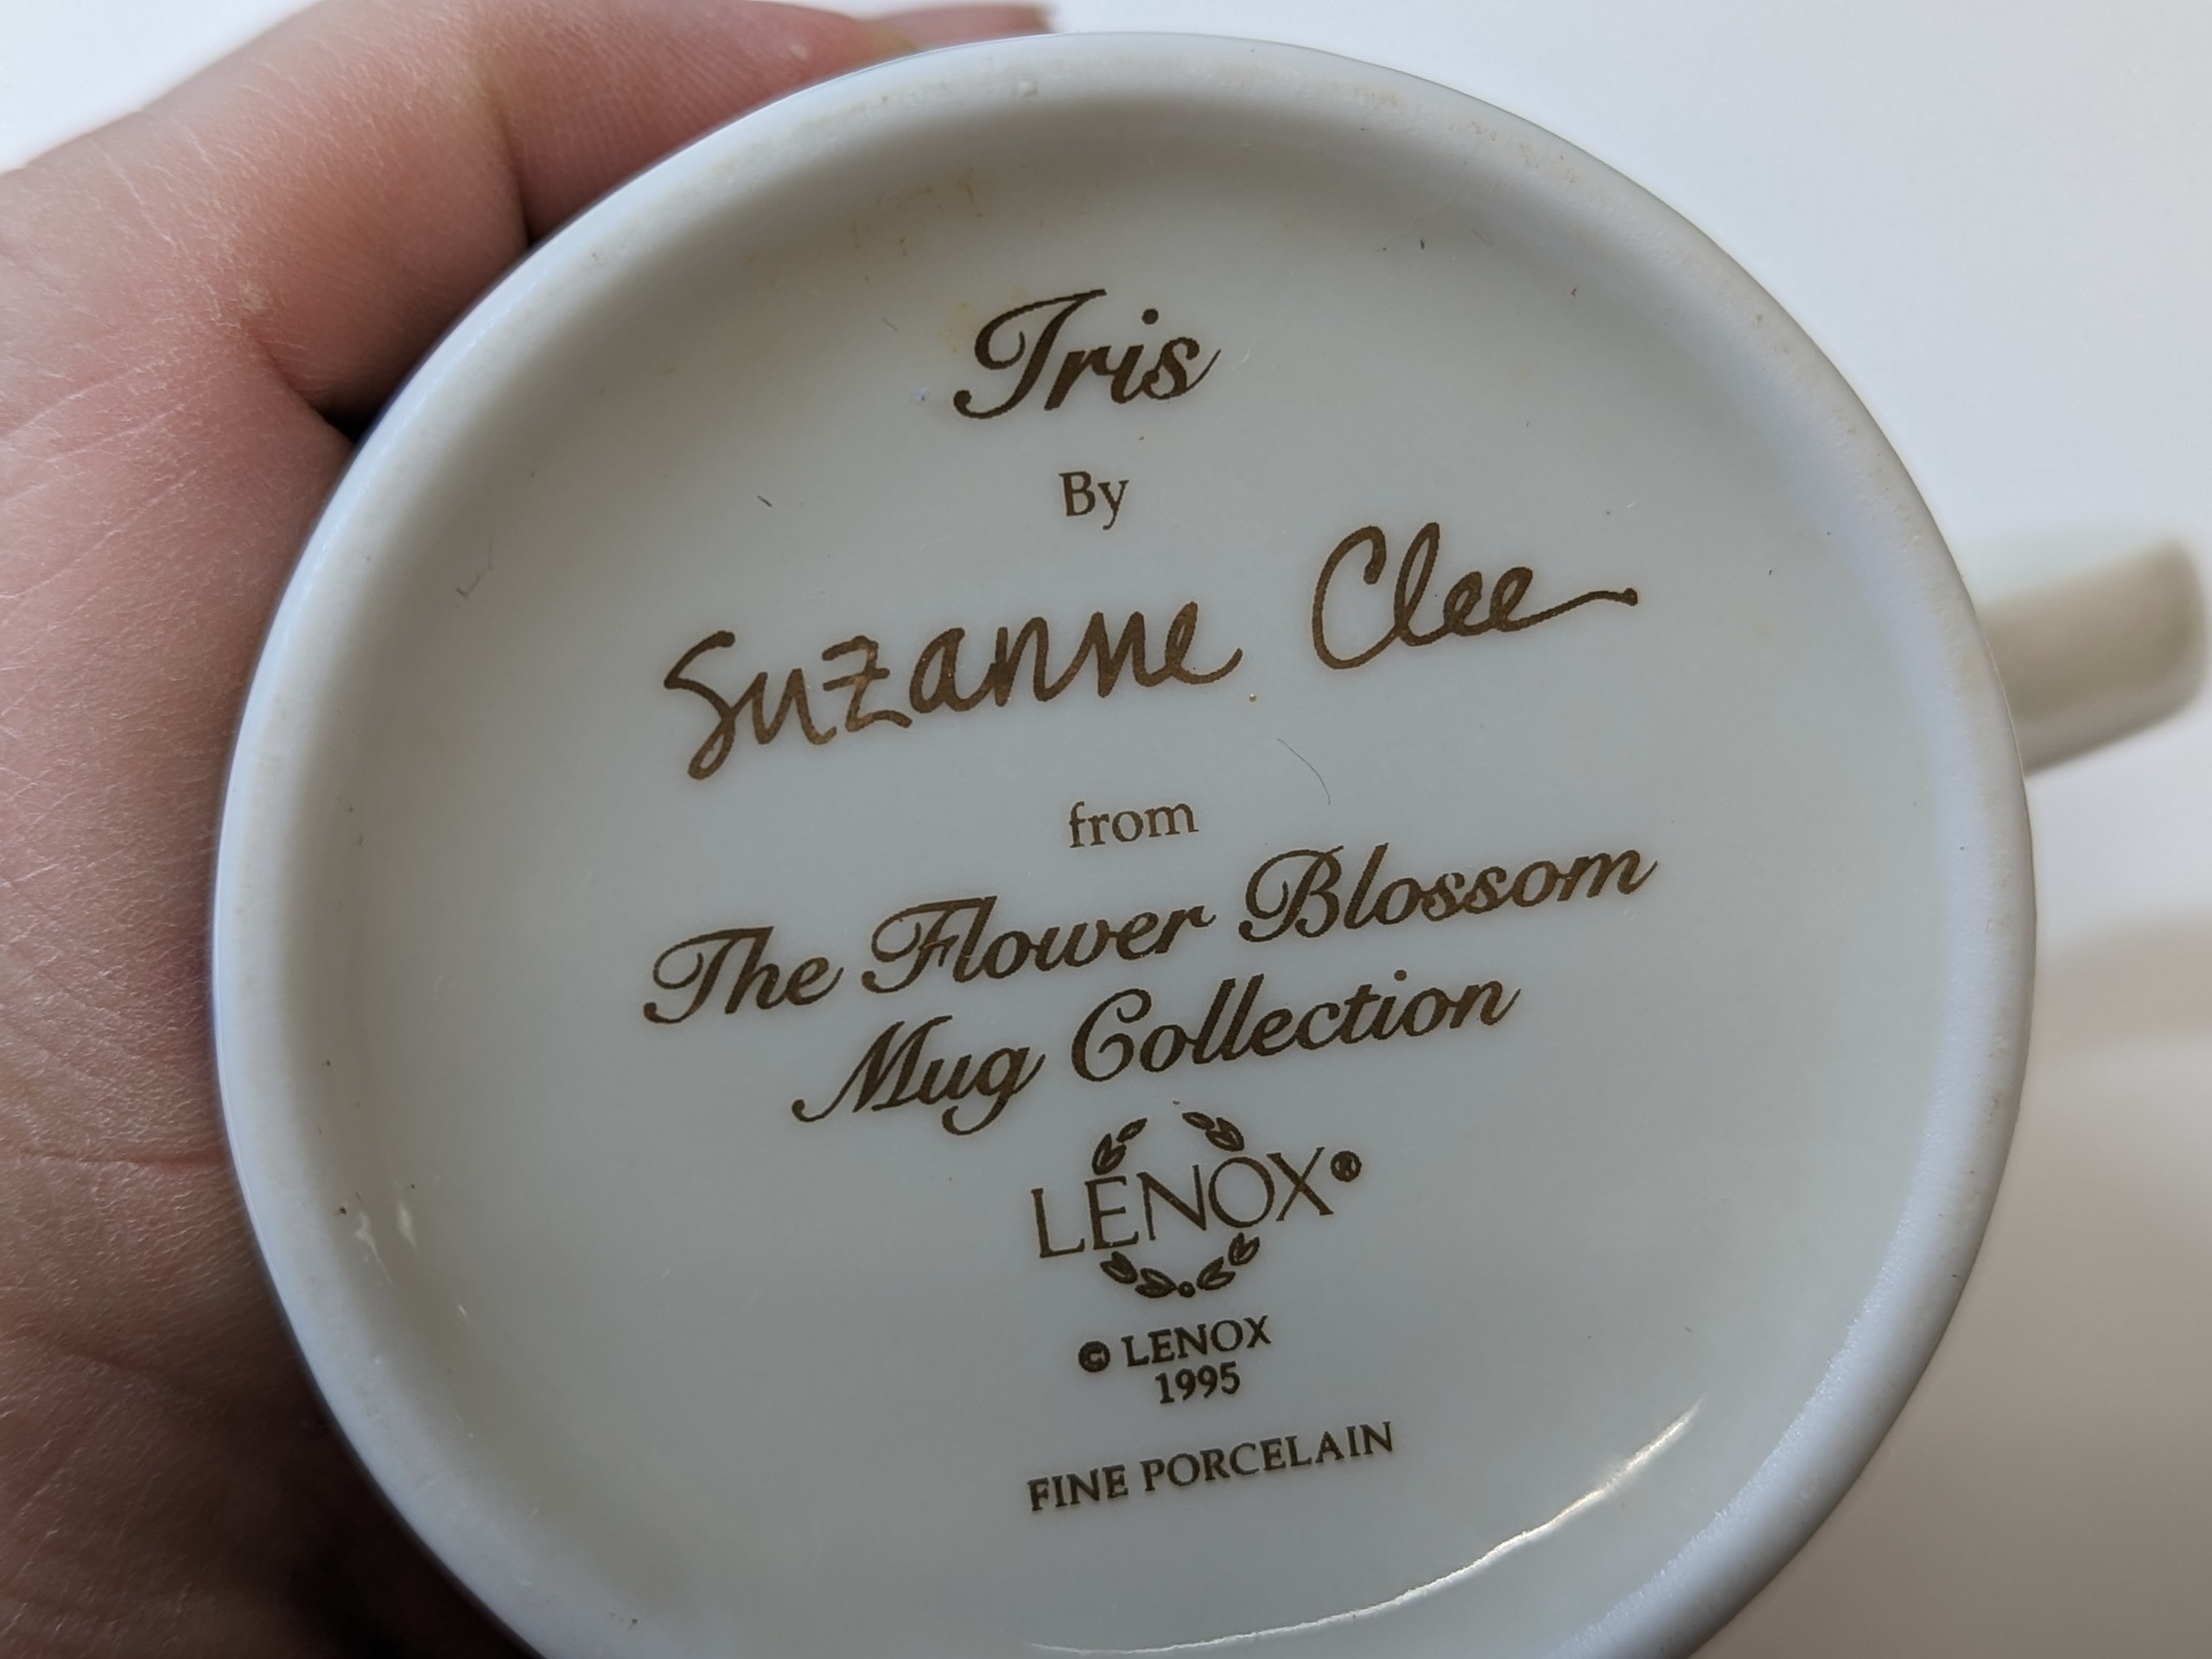 Iris
By
Suzanne Clee
from
The Flower Blossom
Mug Collection
LENOX®
© LENOX
1995
FINE PORCELAIN